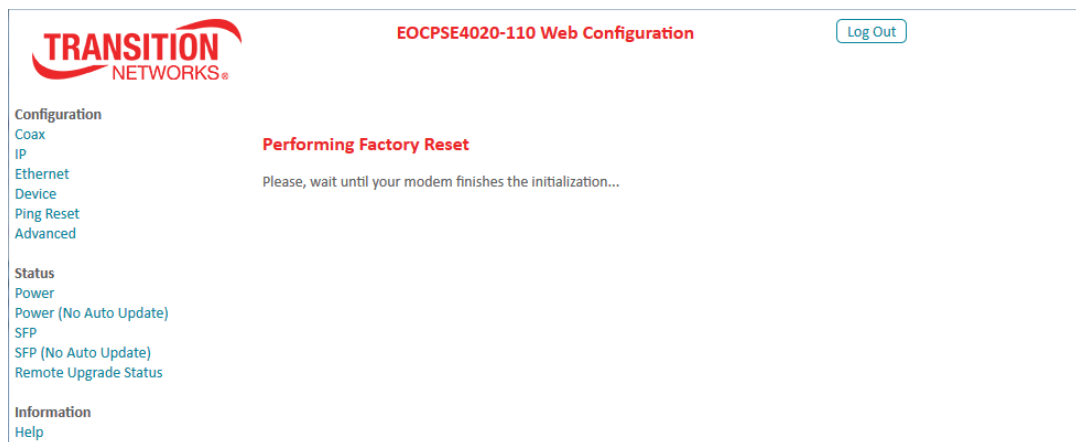 TRANSITION
NETWORKS®
EOCPSE4020-110 Web Configuration
Log Out
Configuration
Coax
IP
Ethernet
Device
Ping Reset
Advanced
Status
Power
Power (No Auto Update)
SFP
SFP (No Auto Update)
Remote Upgrade Status
Information
Help
Performing Factory Reset
Please, wait until your modem finishes the initialization...